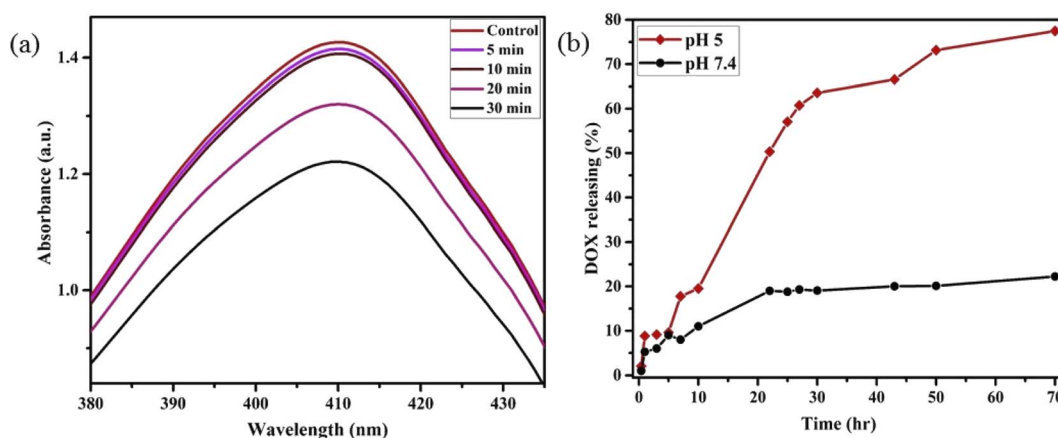 (a)
Absorbance (a.u.)
1.4
1.2
1.0
Control
5 min
10 min
20 min
30 min
380 390 400 410 420 430
Wavelength (nm)
(b)
DOX releasing (%)
80
70
60
50
40
30
20
10
0
pH 5
pH 7.4
0 10 20 30 40 50 60 70
Time (hr)